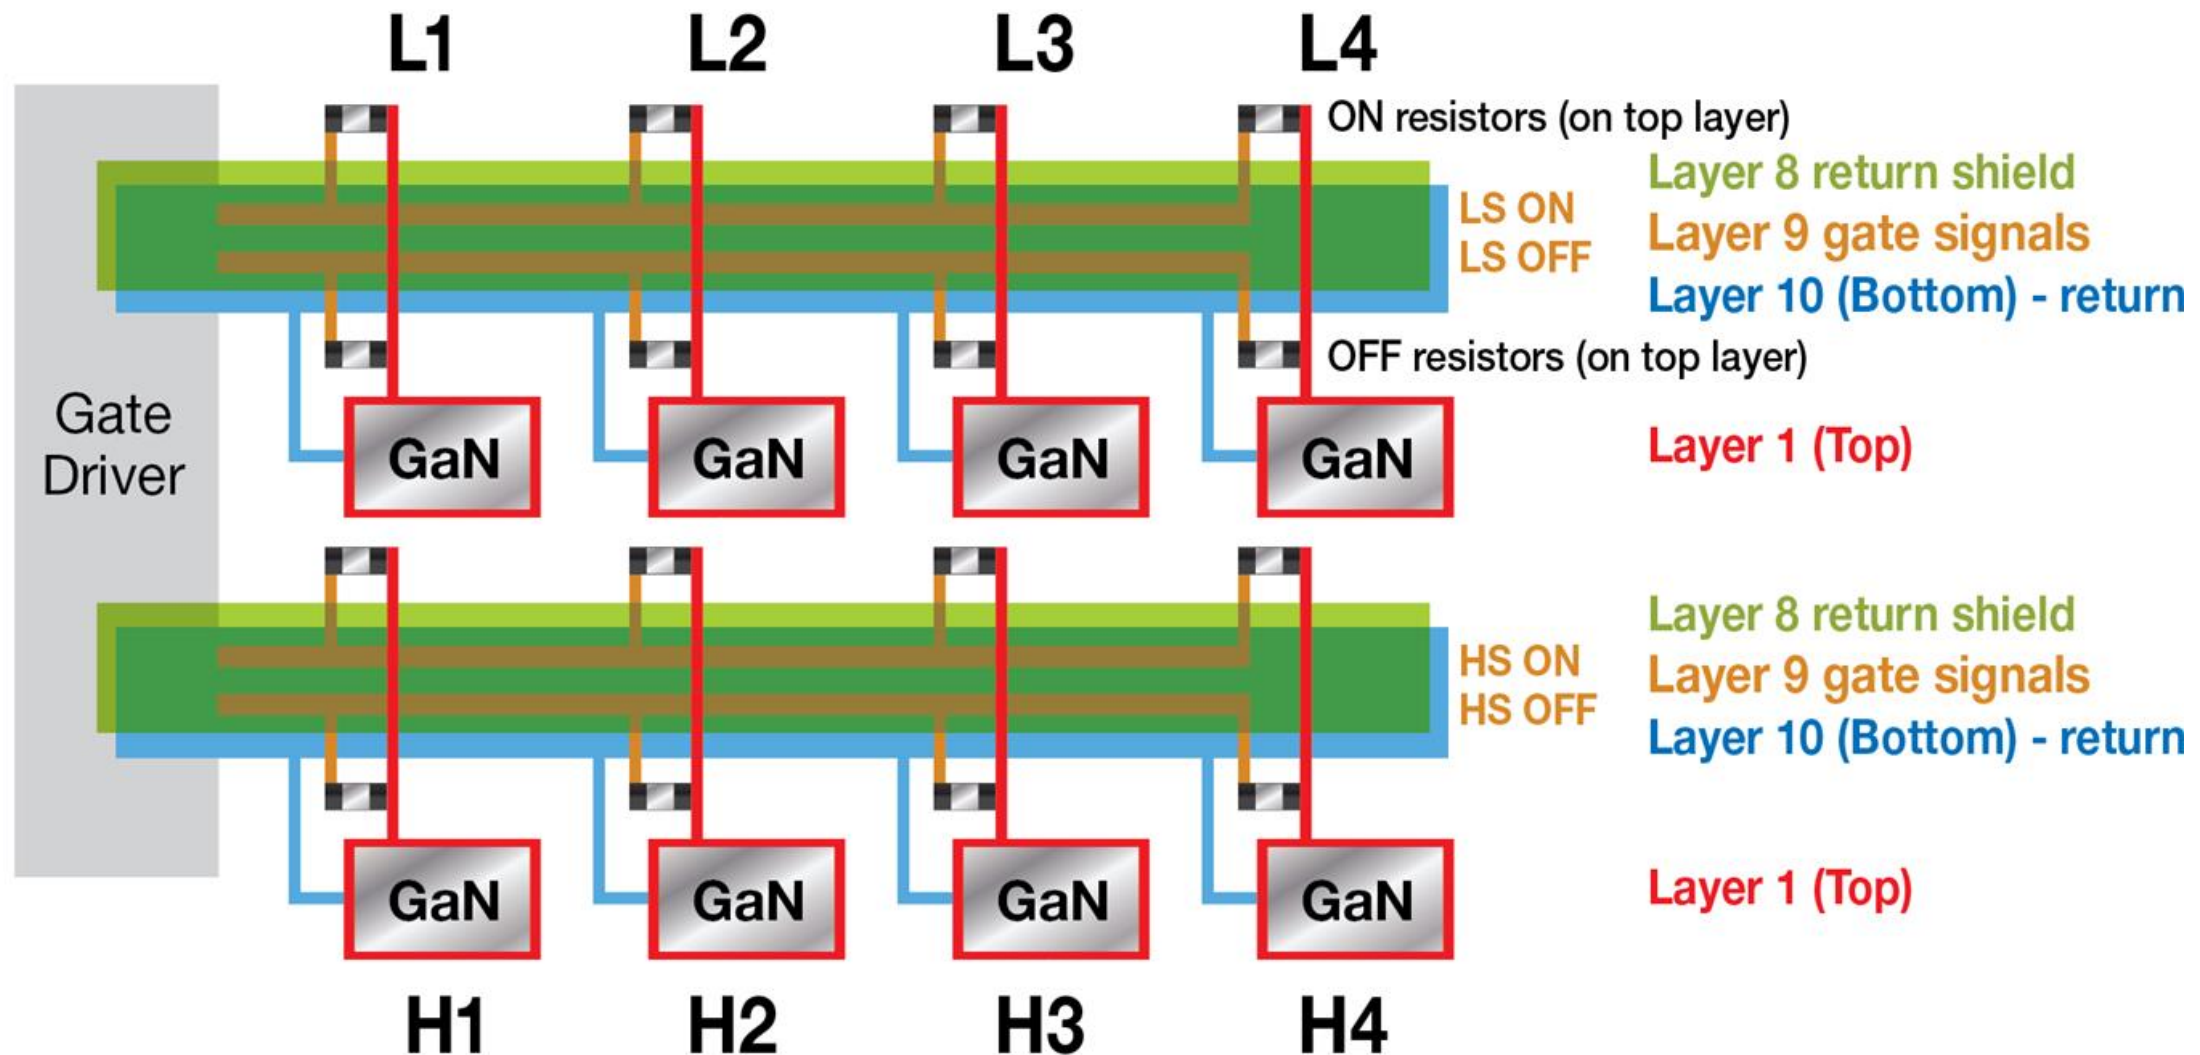 L1 L2 L3 L4
ON resistors (on top layer)
Layer 8 return shield
LS ON
Layer 9 gate signals
LS OFF
Layer 10 (Bottom) - return
OFF resistors (on top layer)
Gate
Driver
GaN GaN GaN GaN
Layer 1 (Top)
Layer 8 return shield
HS ON
Layer 9 gate signals
HS OFF
Layer 10 (Bottom) - return
GaN GaN GaN GaN
Layer 1 (Top)
H1 H2 H3 H4